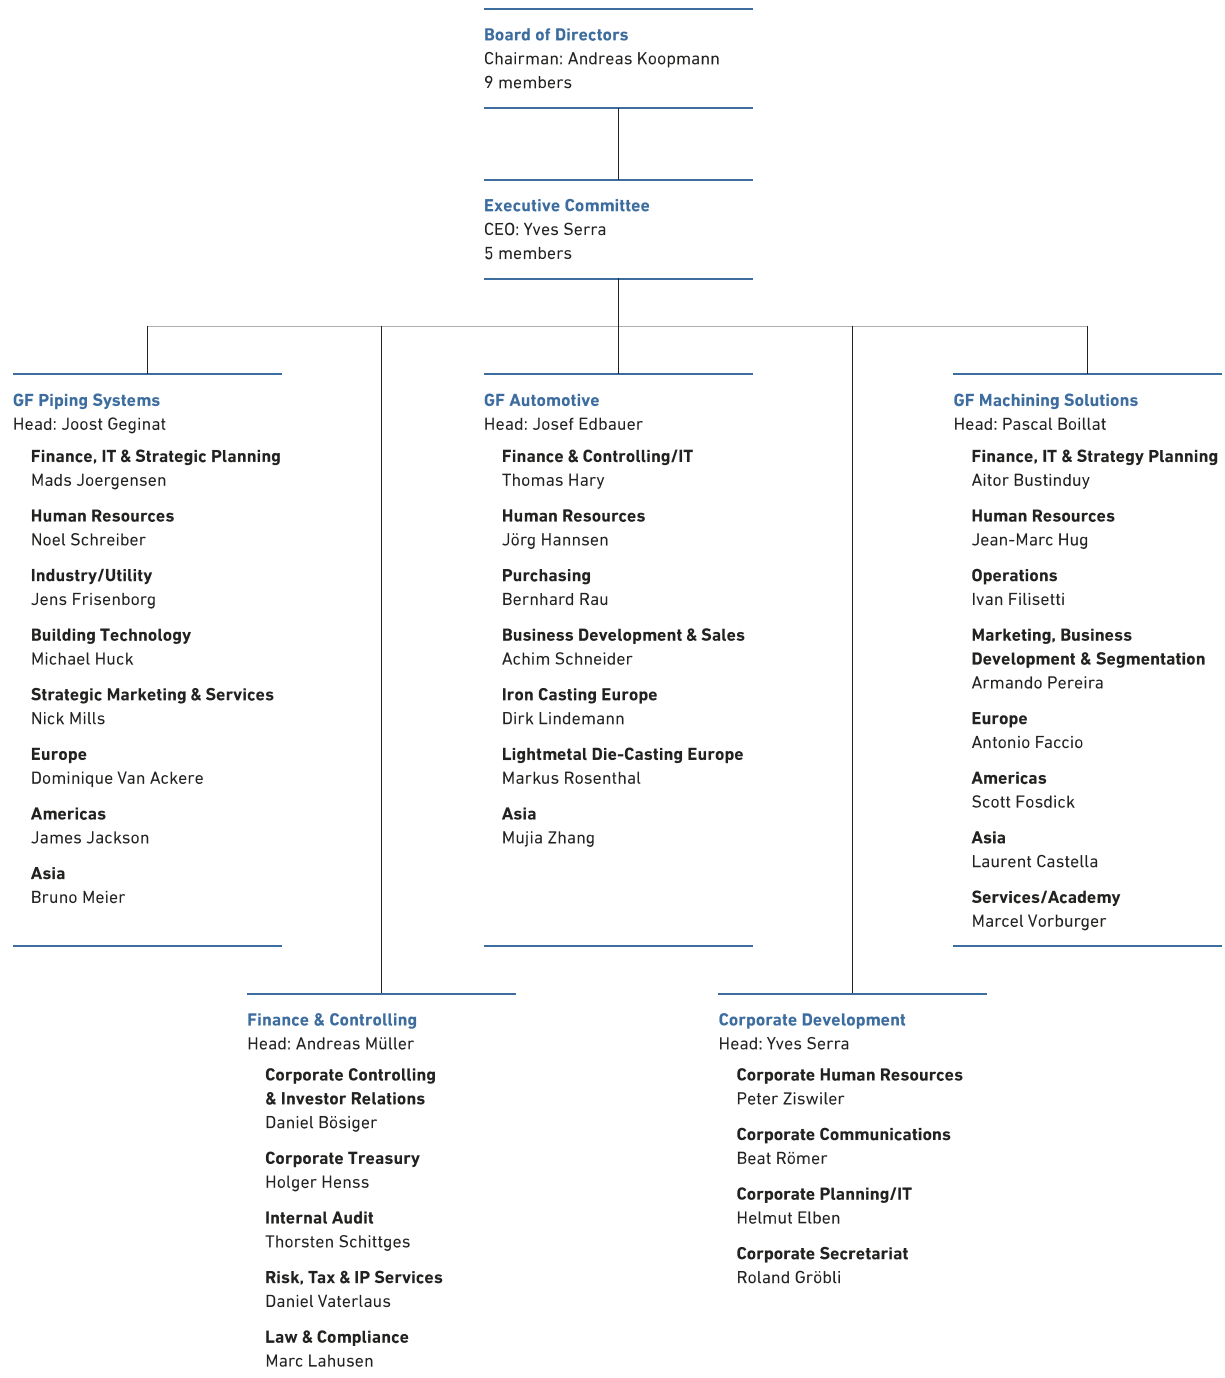 Board of Directors
Chairman: Andreas Koopmann
9 members
Executive Committee
CEO: Yves Serra
5 members
GF Piping Systems
Head: Joost Geginat
Finance, IT & Strategic Planning
Mads Joergensen
Human Resources
Noel Schreiber
Industry/Utility
Jens Frisenborg
Building Technology
Michael Huck
Strategic Marketing & Services
Nick Mills
Europe
Dominique Van Ackere
Americas
James Jackson
Asia
Bruno Meier
GF Automotive
Head: Josef Edbauer
Finance & Controlling/IT
Thomas Hary
Human Resources
Jörg Hannsen
Purchasing
Bernhard Rau
Business Development & Sales
Achim Schneider
Iron Casting Europe
Dirk Lindemann
Lightmetal Die-Casting Europe
Markus Rosenthal
Asia
Mujia Zhang
GF Machining Solutions
Head: Pascal Boillat
Finance, IT & Strategy Planning
Aitor Bustinduy
Human Resources
Jean-Marc Hug
Operations
Ivan Filisetti
Marketing, Business
Development & Segmentation
Armando Pereira
Europe
Antonio Faccio
Americas
Scott Fosdick
Asia
Laurent Castella
Services/Academy
Marcel Vorburger
Finance & Controlling
Head: Andreas Müller
Corporate Controlling
& Investor Relations
Daniel Bösiger
Corporate Treasury
Holger Henss
Internal Audit
Thorsten Schittges
Risk, Tax & IP Services
Daniel Vaterlaus
Law & Compliance
Marc Lahusen
Corporate Development
Head: Yves Serra
Corporate Human Resources
Peter Ziswiler
Corporate Communications
Beat Römer
Corporate Planning/IT
Helmut Elben
Corporate Secretariat
Roland Gröbli